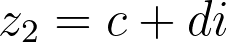 z₂ = c + di